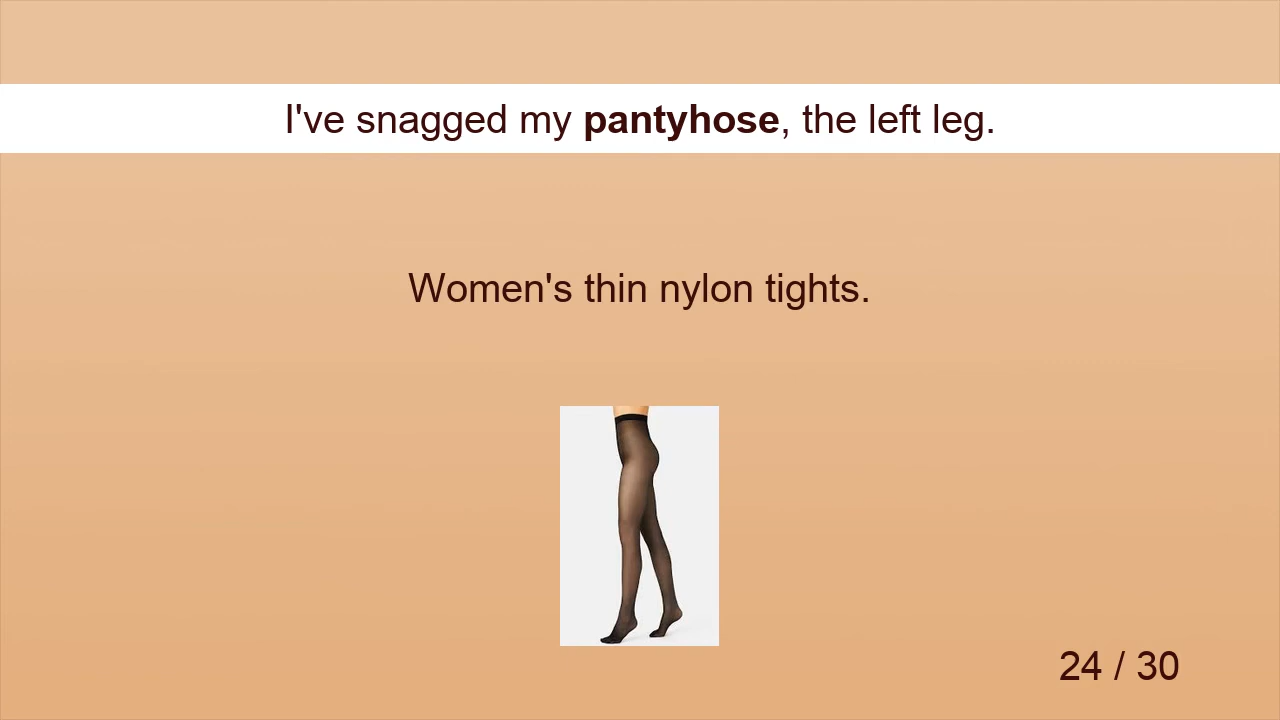 I've snagged my pantyhose, the left leg.
Women's thin nylon tights.
24 / 30